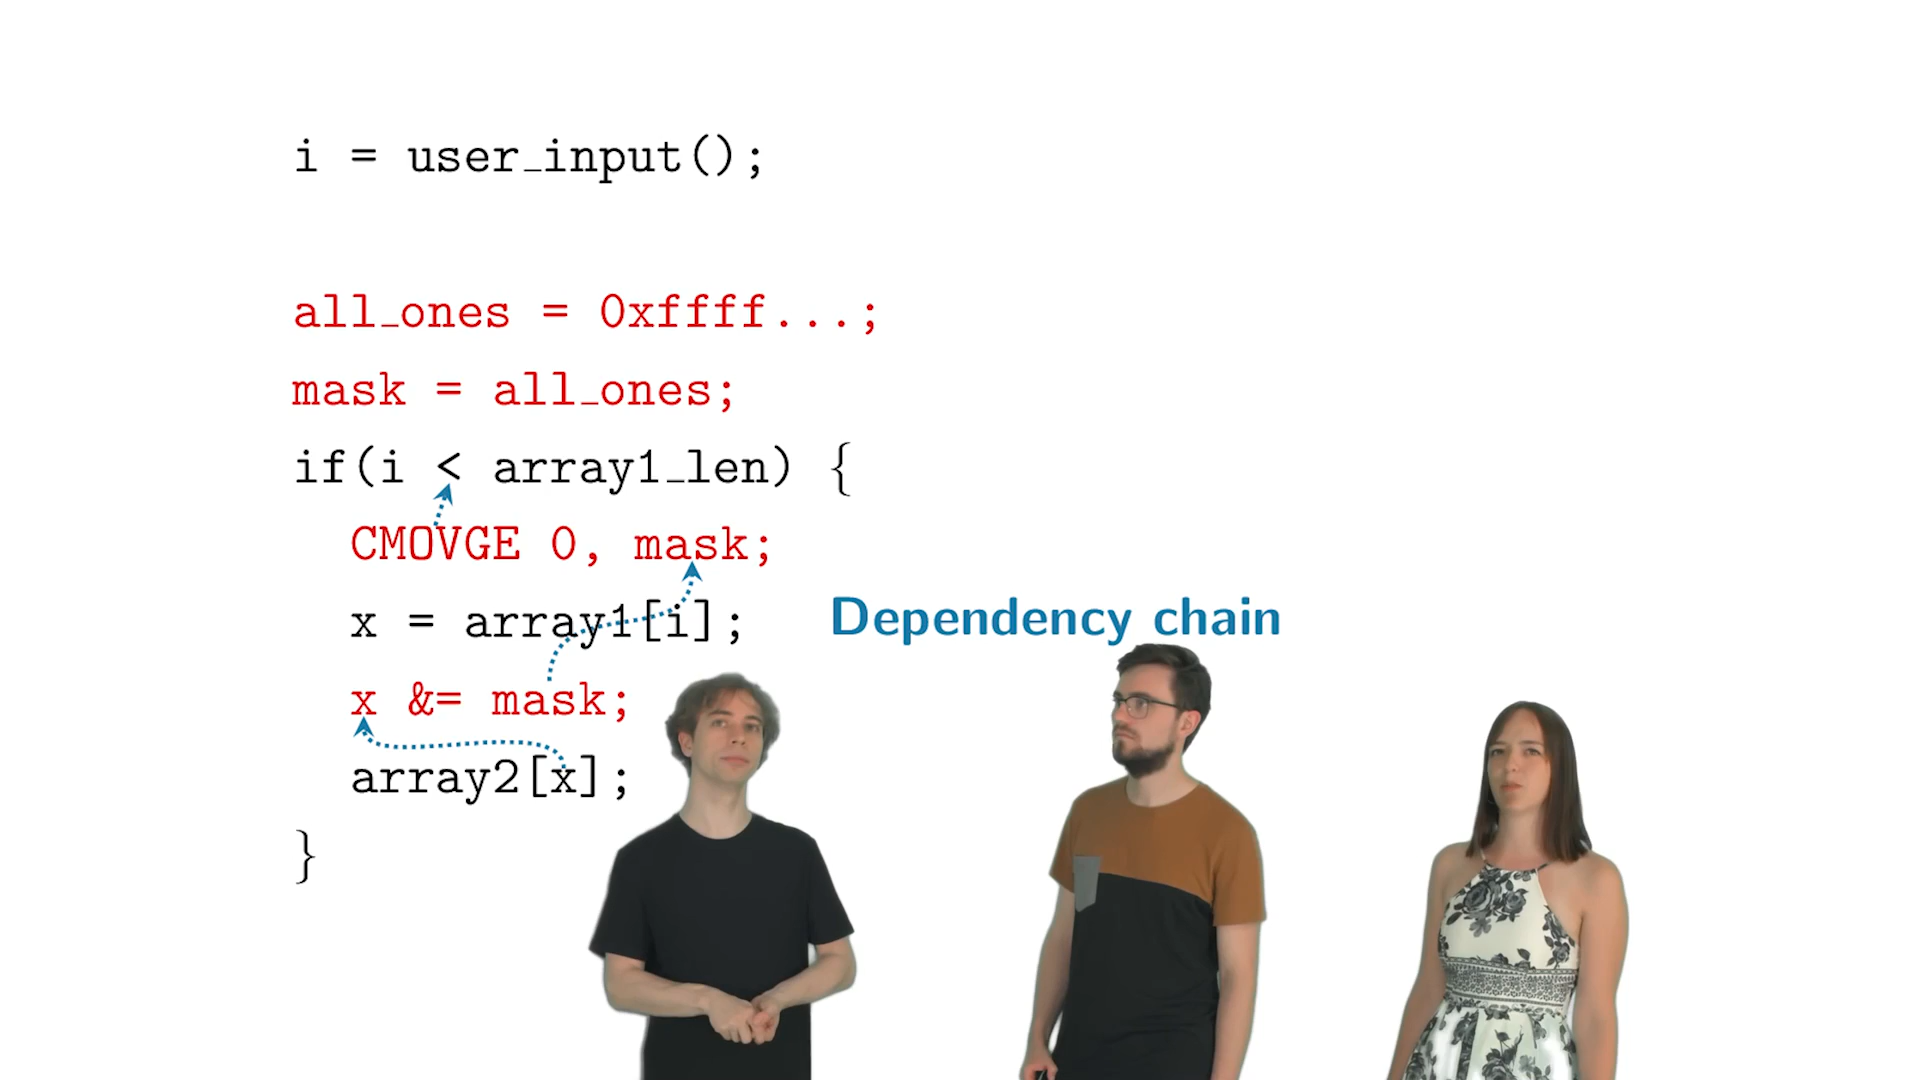 i = user_input();
all_ones = 0xffff...;
mask = all_ones;
if(i < array1_len) {
CMOVGE 0, mask;
x = array1[i];
Dependency chain
x &= mask;
array2[x];
}